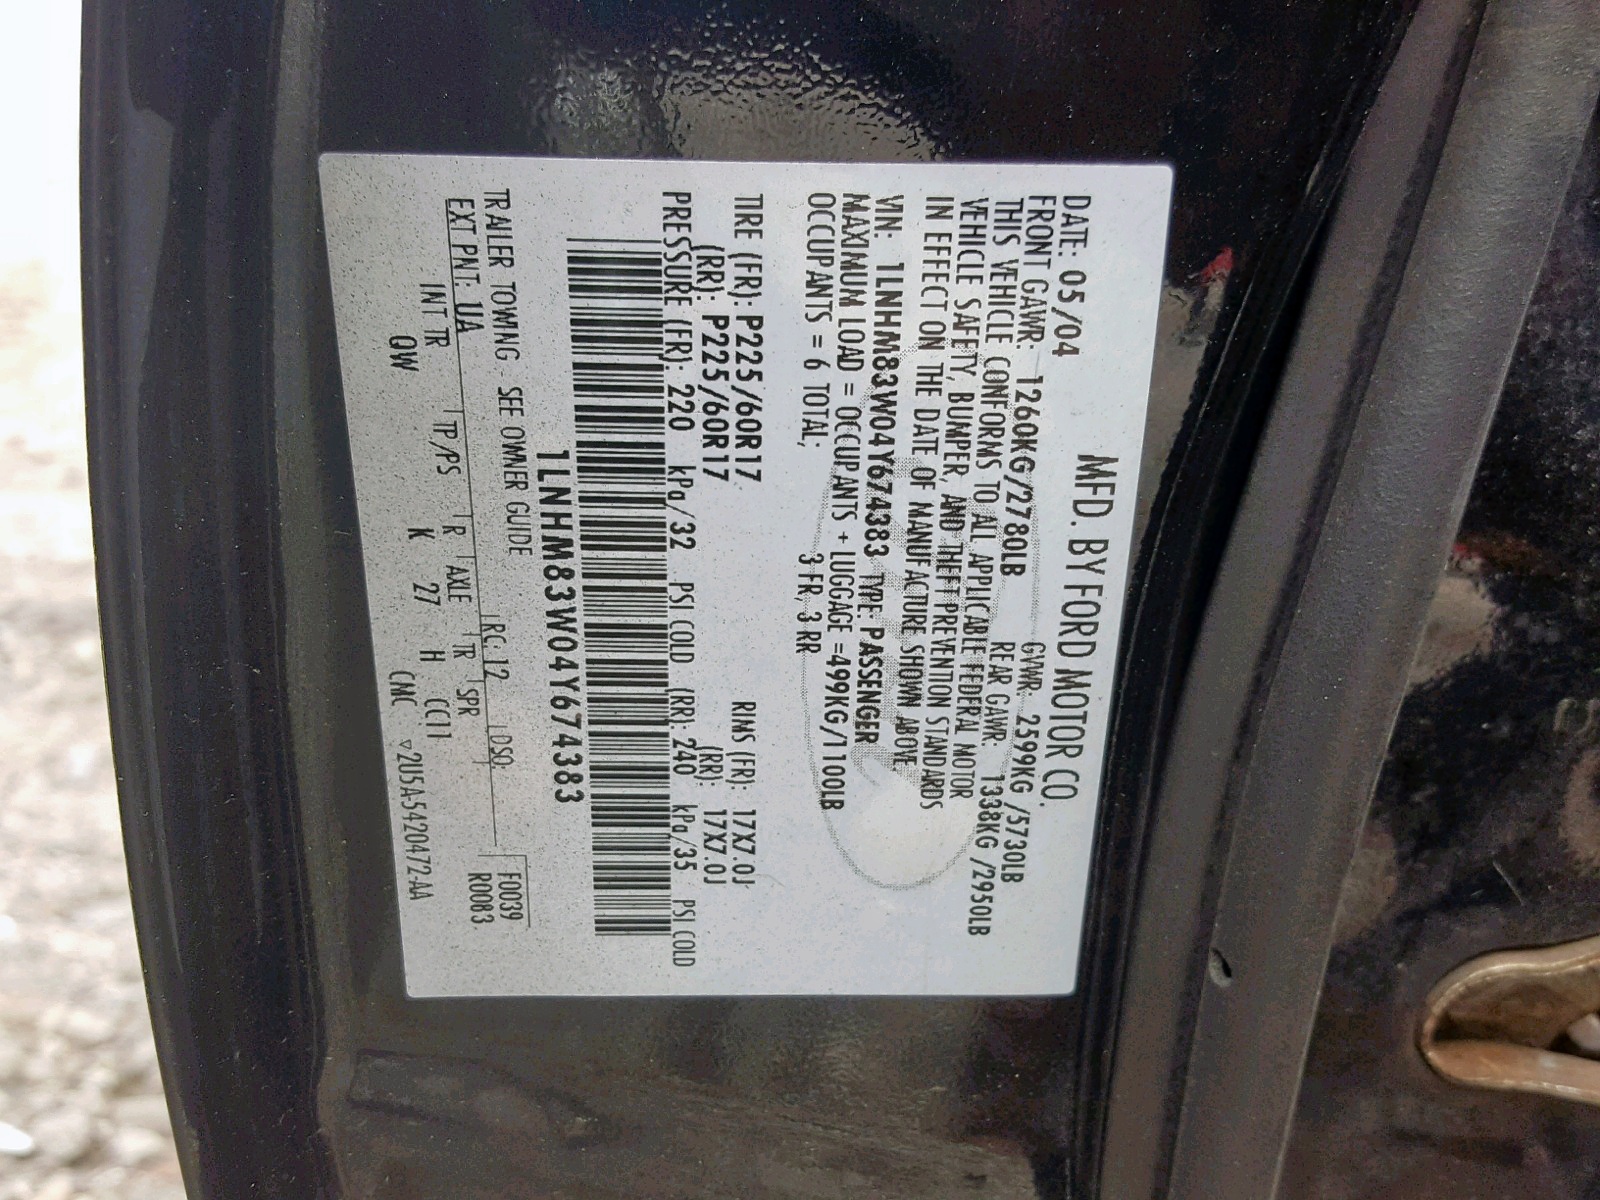 MFD. BY FORD MOTOR CO.
DATE: 05/04 GVWR: 2599KG /5730LB
FRONT GAWR: 1260KG/2780LB REAR GAWR: 1338KG /2950LB
THIS VEHICLE CONFORMS TO ALL APPLICABLE FEDERAL MOTOR
VEHICLE SAFETY, BUMPER, AND THEFT PREVENTION STANDARDS
IN EFFECT ON THE DATE OF MANUFACTURE SHOWN ABOVE
VIN: 1LNHM83W04Y674383 TYPE: PASSENGER
MAXIMUM LOAD = OCCUPANTS + LUGGAGE =499KG/1100LB
OCCUPANTS = 6 TOTAL, 3 FR, 3 RR
TIRE (FR): P225/60R17 RIMS (FR): 17X7.0J
(RR): P225/60R17 (RR): 17X7.0J
PRESSURE (FR): 220 kPa/32 PSI COLD (RR): 240 kPa/35 PSI COLD
1LNHM83W04Y674383
TRAILER TOWING - SEE OWNER GUIDE F0039
EXT PNT: UA RC: 12 DSO: R0083
INT TR TP/PS R AXLE TR SPR
QW K 27 H CC11
CMC ▿2U5A-5420472-AA